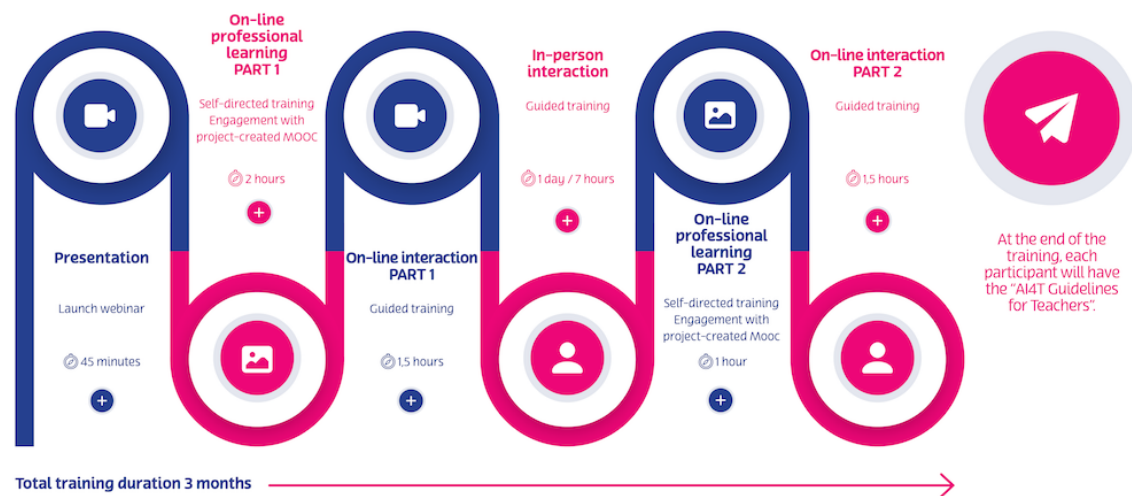 Presentation
Launch webinar
45 minutes
On-line
professional
learning
PART 1
Self-directed training
Engagement with
project-created MOOC
2 hours
On-line interaction
PART 1
Guided training
1,5 hours
In-person
interaction
Guided training
1 day / 7 hours
On-line
professional
learning
PART 2
Self-directed training
Engagement with
project-created Mooc
1 hour
On-line interaction
PART 2
Guided training
1,5 hours
At the end of the
training, each
participant will have
the “AI4T Guidelines
for Teachers”.
Total training duration 3 months